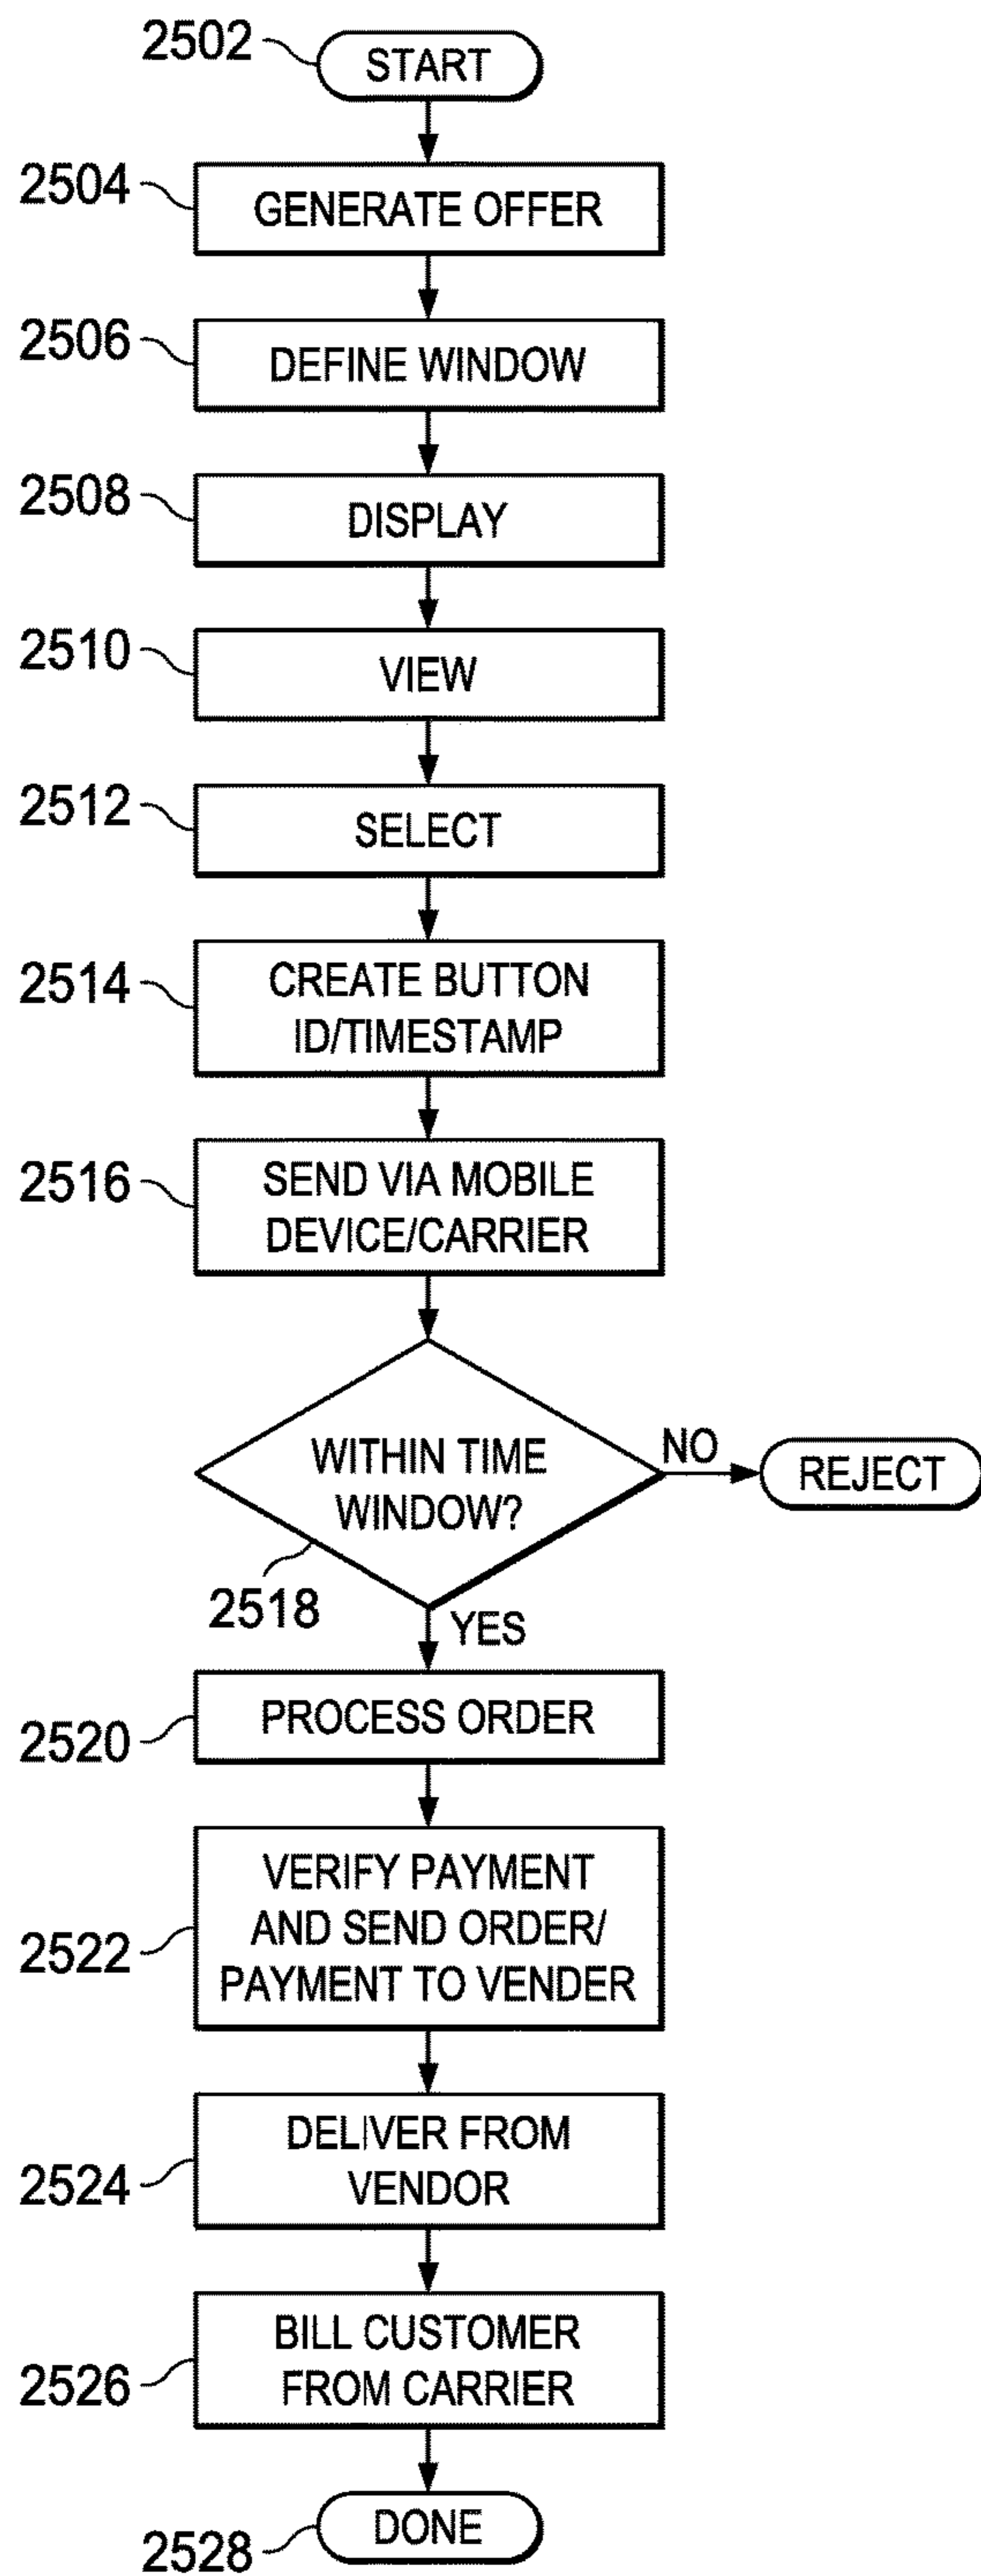 2502
START
2504
GENERATE OFFER
2506
DEFINE WINDOW
2508
DISPLAY
2510
VIEW
2512
SELECT
2514
CREATE BUTTON
ID/TIMESTAMP
2516
SEND VIA MOBILE
DEVICE/CARRIER
WITHIN TIME
WINDOW?
NO
REJECT
2518
YES
2520
PROCESS ORDER
2522
VERIFY PAYMENT
AND SEND ORDER/
PAYMENT TO VENDER
2524
DELIVER FROM
VENDOR
2526
BILL CUSTOMER
FROM CARRIER
2528
DONE